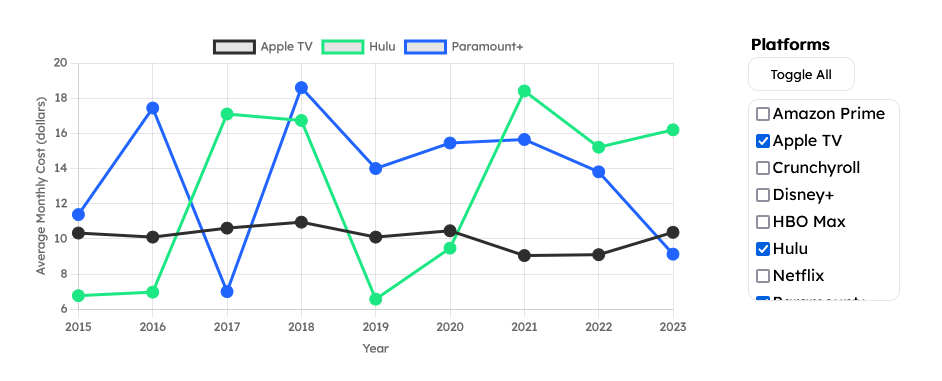 Apple TV Hulu Paramount+
Average Monthly Cost (dollars)
20
18
16
14
12
10
8
6
2015 2016 2017 2018 2019 2020 2021 2022 2023
Year
Platforms
Toggle All
Amazon Prime
Apple TV
Crunchyroll
Disney+
HBO Max
Hulu
Netflix
Paramount+